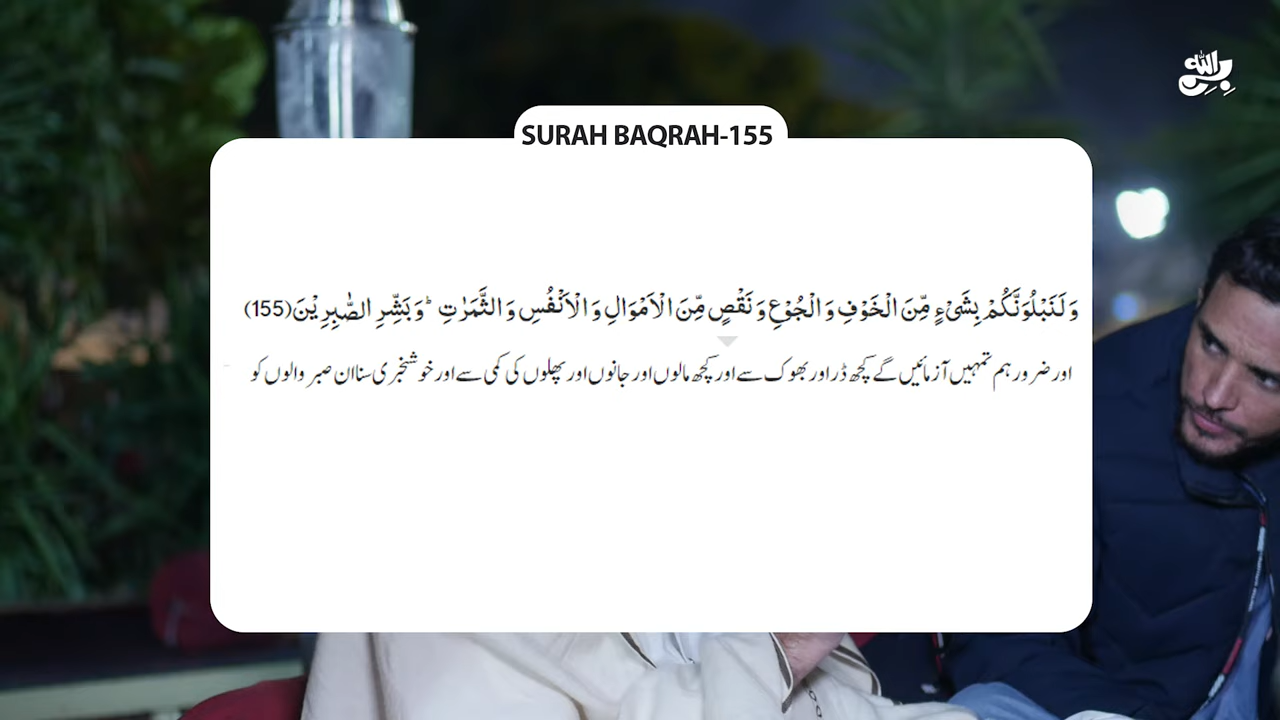 بسم الله
SURAH BAQRAH-155
وَ لَنَبْلُوَنَّكُمْ بِشَیْءٍ مِّنَ الْخَوْفِ وَ الْجُوْعِ وَ نَقْصٍ مِّنَ الْاَمْوَالِ وَ الْاَنْفُسِ وَ الثَّمَرٰتِؕ-وَ بَشِّرِ الصّٰبِرِیْنَ(155)
اور ضرور ہم تمہیں آزمائیں گے کچھ ڈر اور بھوک سے اور کچھ مالوں اور جانوں اور پھلوں کی کمی سے اور خوشخبری سنا ان صبر والوں کو